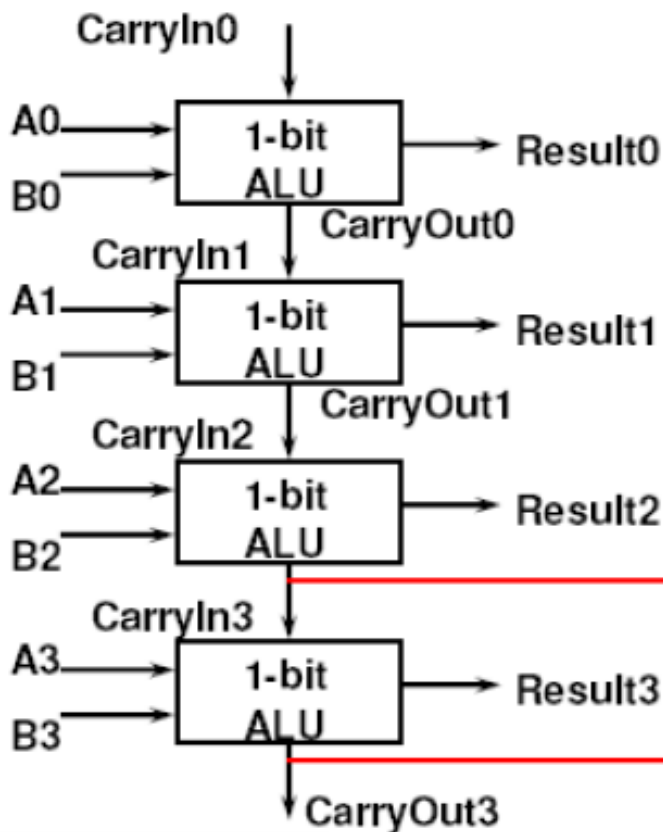 CarryIn0
A0
1-bit
Result0
B0
ALU
CarryOut0
CarryIn1
A1
1-bit
Result1
B1
ALU
CarryOut1
CarryIn2
A2
1-bit
Result2
B2
ALU
CarryIn3
A3
1-bit
Result3
B3
ALU
CarryOut3